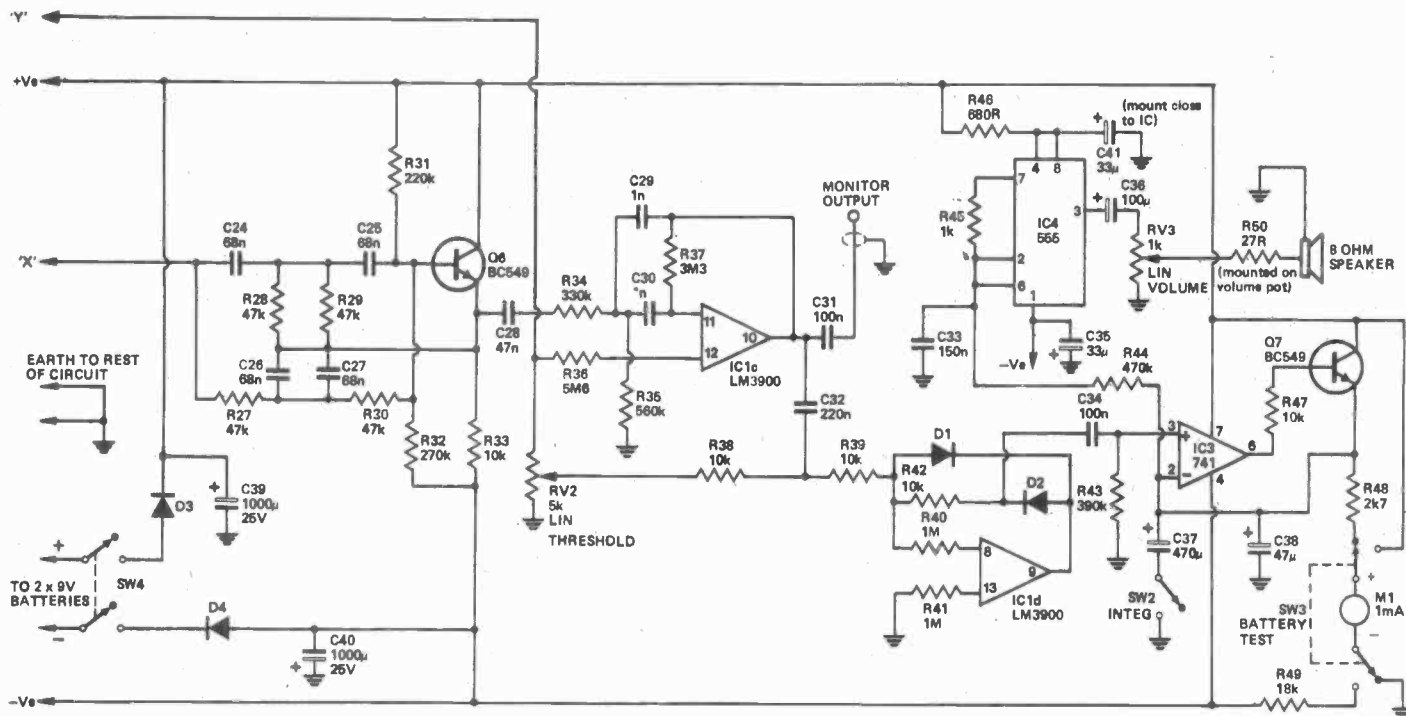 'Y'
+Ve
R31
220k
C24
68n
C25
68n
'X'
Q6
BC549
R28
47k
R29
47k
C26
68n
C27
68n
R27
47k
R30
47k
EARTH TO REST
OF CIRCUIT
R32
270k
R33
10k
C28
47n
C39
1000μ
25V
D3
+
+
TO 2 x 9V
BATTERIES
SW4
−
D4
C40
1000μ
25V
+
−Ve
C29
1n
R37
3M3
C30
R34
330k
R36
5M6
R35
560k
11
12
10
IC1c
LM3900
C31
100n
MONITOR
OUTPUT
C32
220n
RV2
5k
LIN
THRESHOLD
R38
10k
R39
10k
D1
R42
10k
D2
R40
1M
8
13
9
IC1d
LM3900
R41
1M
R46
680R
+
(mount close
to IC)
C41
33μ
4
8
7
R45
1k
IC4
555
3
2
6
1
+
C36
100μ
RV3
1k
LIN
VOLUME
R50
27R
(mounted on
volume pot)
8 OHM
SPEAKER
C33
150n
−Ve
+
C35
33μ
R44
470k
C34
100n
R43
390k
3
+
IC3
741
2
−
7
6
4
R47
10k
Q7
BC549
R48
2k7
+
C37
470μ
+
C38
47μ
SW2
INTEG
SW3
BATTERY
TEST
+
M1
1mA
−
R49
18k